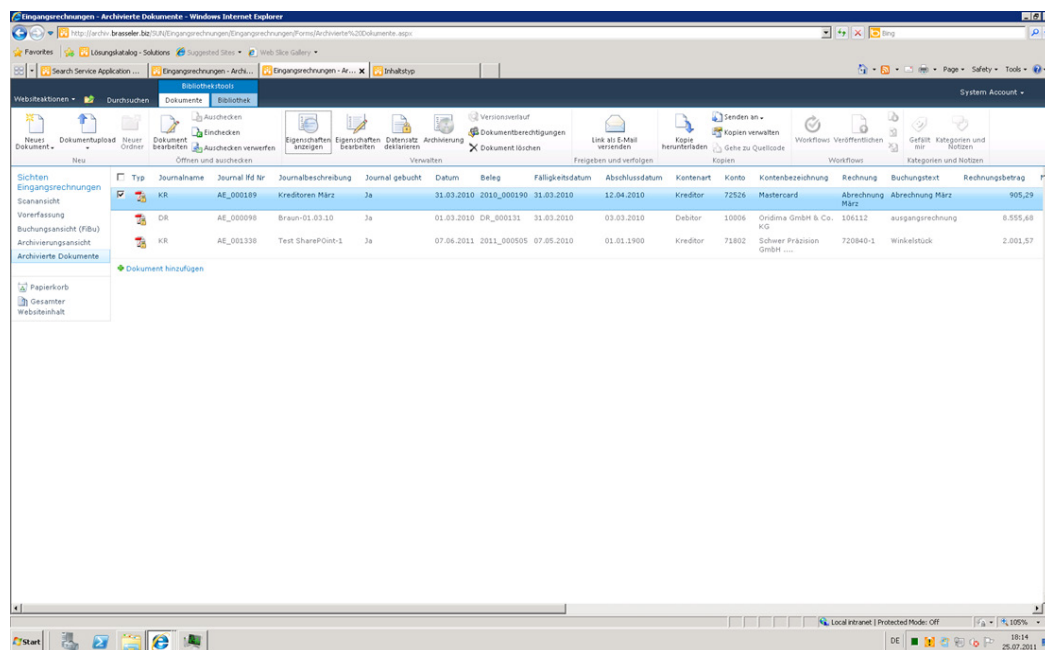 Eingangsrechnungen - Archivierte Dokumente - Windows Internet Explorer
http://archiv.brasseler.biz/SUN/Eingangsrechnungen/Eingangsrechnungen/Forms/Archivierte%20Dokumente.aspx
Bing
Favorites Lösungskatalog - Solutions Suggested Sites Web Slice Gallery
Search Service Application ... Eingangsrechnungen - Archi... Eingangsrechnungen - Ar... X Inhaltstyp
Page Safety Tools
Bibliothekstools
System Account
Websiteaktionen Durchsuchen Dokumente Bibliothek
Neues Dokument
Dokumentupload
Neuer Ordner
Dokument bearbeiten
Auschecken
Einchecken
Auschecken verwerfen
Eigenschaften anzeigen
Eigenschaften bearbeiten
Datensatz deklarieren
Archivierung
Versionsverlauf
Dokumentberechtigungen
Dokument löschen
Link als E-Mail versenden
Kopie herunterladen
Senden an
Kopien verwalten
Gehe zu Quellcode
Workflows
Veröffentlichen
Gefällt mir
Kategorien und Notizen
Neu Öffnen und auschecken Verwalten Freigeben und verfolgen Kopien Workflows Kategorien und Notizen
Sichten
Eingangsrechnungen
Scanansicht
Vorerfassung
Buchungsansicht (FiBu)
Archivierungsansicht
Archivierte Dokumente
Papierkorb
Gesamter
Websiteinhalt
Typ Journalname Journal lfd Nr Journalbeschreibung Journal gebucht Datum Beleg Fälligkeitsdatum Abschlussdatum Kontenart Konto Kontenbezeichnung Rechnung Buchungstext Rechnungsbetrag
KR AE_000189 Kreditoren März Ja 31.03.2010 2010_000190 31.03.2010 12.04.2010 Kreditor 72526 Mastercard Abrechnung März Abrechnung März 905,29
DR AE_000098 Braun-01.03.10 Ja 01.03.2010 DR_000131 31.03.2010 03.03.2010 Debitor 10006 Oridima GmbH & Co. KG 106112 ausgangsrechnung 8.555,68
KR AE_001338 Test SharePOint-1 Ja 07.06.2011 2011_000505 07.05.2010 01.01.1900 Kreditor 71802 Schwer Präzision GmbH .... 720840-1 Winkelstück 2.001,57
Dokument hinzufügen
Local intranet | Protected Mode: Off 105%
Start DE 18:14
25.07.2011